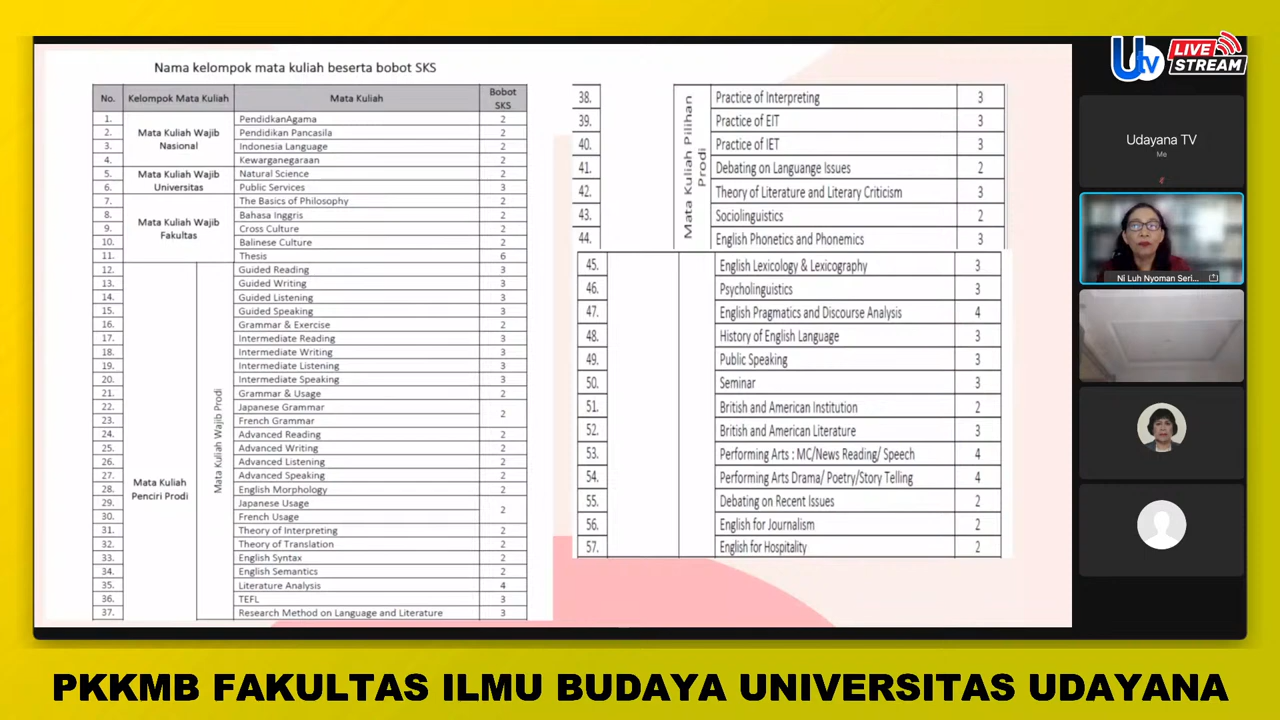 Nama kelompok mata kuliah beserta bobot SKS
No. Kelompok Mata Kuliah Mata Kuliah Bobot SKS
1. Mata Kuliah Wajib Nasional PendidkanAgama 2
2. Pendidikan Pancasila 2
3. Indonesia Language 2
4. Kewarganegaraan 2
5. Mata Kuliah Wajib Universitas Natural Science 2
6. Public Services 3
7. Mata Kuliah Wajib Fakultas The Basics of Philosophy 2
8. Bahasa Inggris 2
9. Cross Culture 2
10. Balinese Culture 2
11. Thesis 6
12. Mata Kuliah Penciri Prodi Mata Kuliah Wajib Prodi Guided Reading 3
13. Guided Writing 3
14. Guided Listening 3
15. Guided Speaking 3
16. Grammar & Exercise 2
17. Intermediate Reading 3
18. Intermediate Writing 3
19. Intermediate Listening 3
20. Intermediate Speaking 3
21. Grammar & Usage 2
22. Japanese Grammar 2
23. French Grammar
24. Advanced Reading 2
25. Advanced Writing 2
26. Advanced Listening 2
27. Advanced Speaking 2
28. English Morphology 2
29. Japanese Usage 2
30. French Usage
31. Theory of Interpreting 2
32. Theory of Translation 2
33. English Syntax 2
34. English Semantics 2
35. Literature Analysis 4
36. TEFL 3
37. Research Method on Language and Literature 3
38. Mata Kuliah Pilihan Prodi Practice of Interpreting 3
39. Practice of EIT 3
40. Practice of IET 3
41. Debating on Languange Issues 2
42. Theory of Literature and Literary Criticism 3
43. Sociolinguistics 2
44. English Phonetics and Phonemics 3
45. English Lexicology & Lexicography 3
46. Psycholinguistics 3
47. English Pragmatics and Discourse Analysis 4
48. History of English Language 3
49. Public Speaking 3
50. Seminar 3
51. British and American Institution 2
52. British and American Literature 3
53. Performing Arts : MC/News Reading/ Speech 4
54. Performing Arts Drama/ Poetry/Story Telling 4
55. Debating on Recent Issues 2
56. English for Journalism 2
57. English for Hospitality 2
Utv LIVE STREAM
Udayana TV
Me
Ni Luh Nyoman Seri...
PKKMB FAKULTAS ILMU BUDAYA UNIVERSITAS UDAYANA